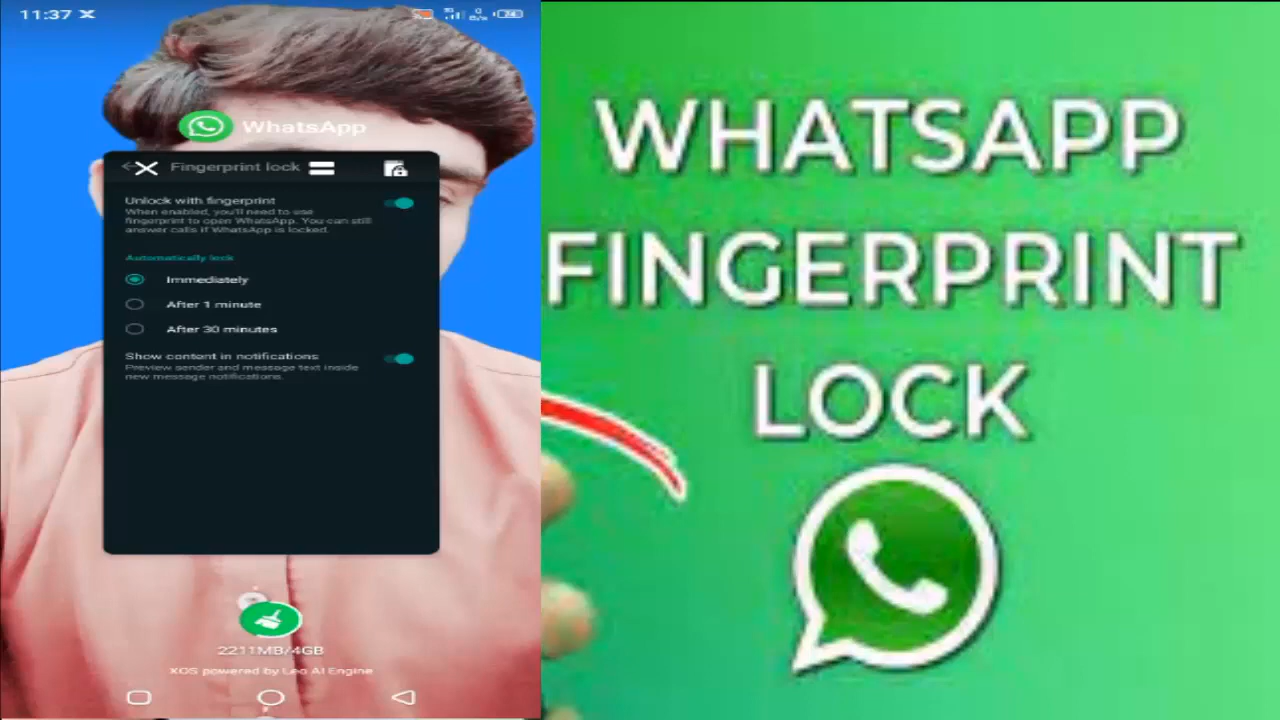 11:37
24
WhatsApp
Fingerprint lock
Unlock with fingerprint
When enabled, you'll need to use
fingerprint to open WhatsApp. You can still
answer calls if WhatsApp is locked.
Automatically lock
Immediately
After 1 minute
After 30 minutes
Show content in notifications
Preview sender and message text inside
new message notifications.
2211MB/4GB
XOS powered by Leo AI Engine
WHATSAPP
FINGERPRINT
LOCK